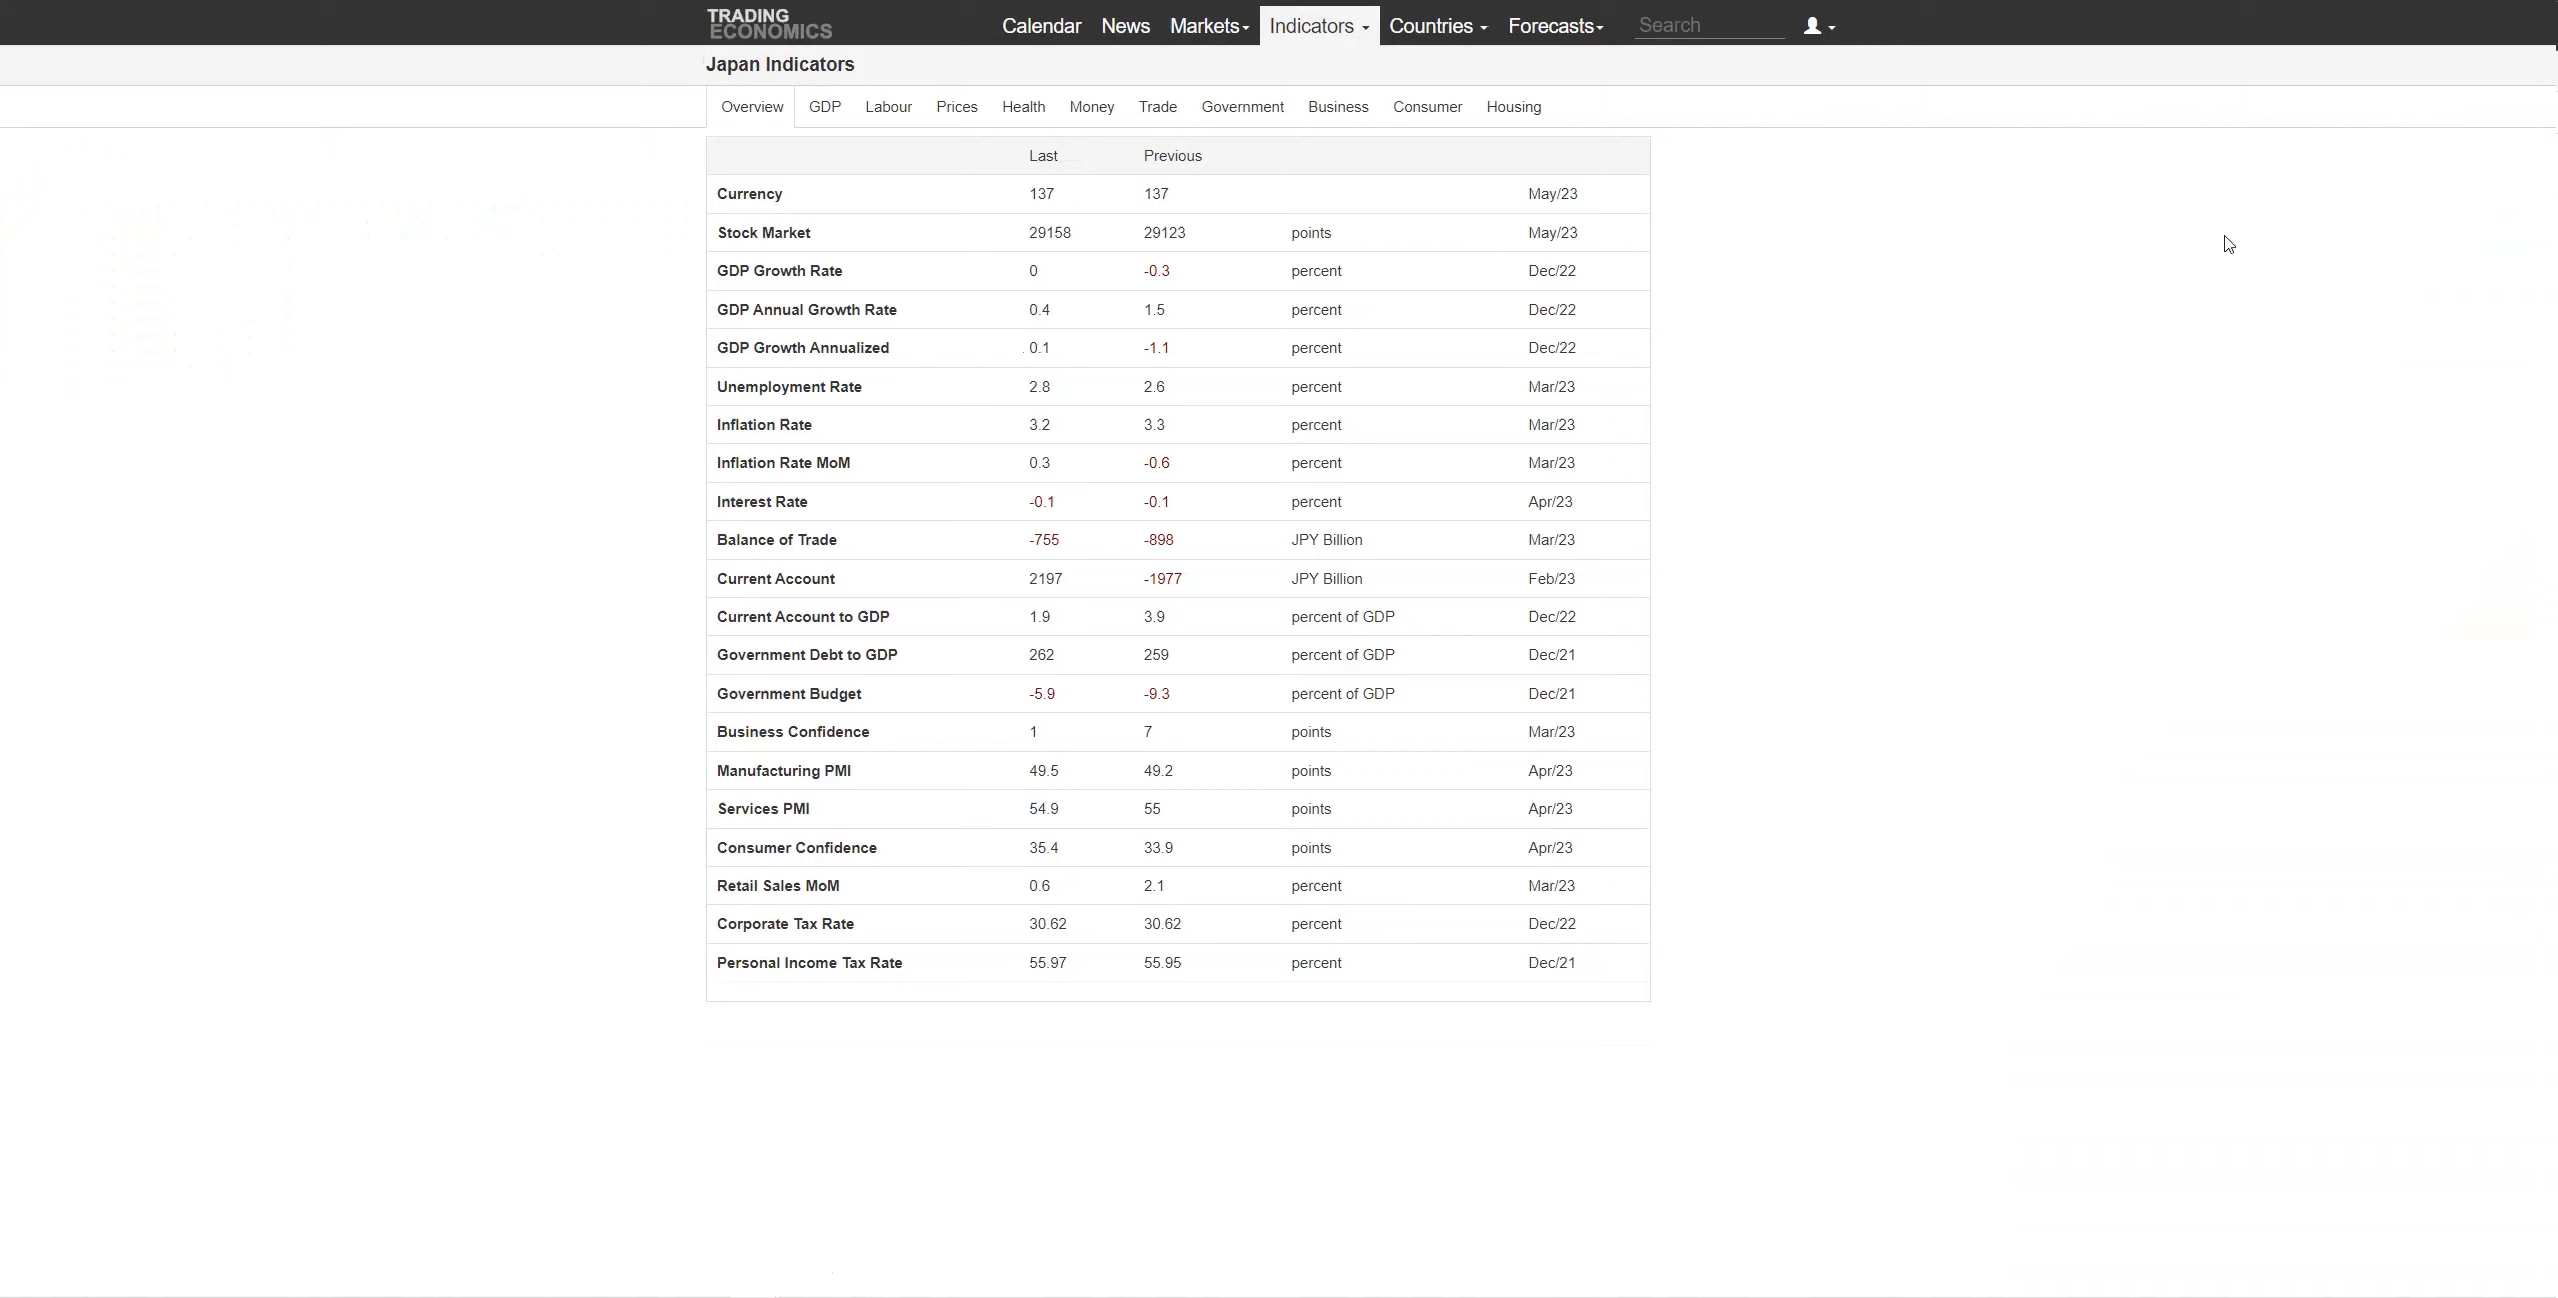 TRADING
ECONOMICS
Calendar News Markets Indicators Countries Forecasts Search
Japan Indicators
Overview GDP Labour Prices Health Money Trade Government Business Consumer Housing
Last Previous
Currency 137 137 May/23
Stock Market 29158 29123 points May/23
GDP Growth Rate 0 -0.3 percent Dec/22
GDP Annual Growth Rate 0.4 1.5 percent Dec/22
GDP Growth Annualized 0.1 -1.1 percent Dec/22
Unemployment Rate 2.8 2.6 percent Mar/23
Inflation Rate 3.2 3.3 percent Mar/23
Inflation Rate MoM 0.3 -0.6 percent Mar/23
Interest Rate -0.1 -0.1 percent Apr/23
Balance of Trade -755 -898 JPY Billion Mar/23
Current Account 2197 -1977 JPY Billion Feb/23
Current Account to GDP 1.9 3.9 percent of GDP Dec/22
Government Debt to GDP 262 259 percent of GDP Dec/21
Government Budget -5.9 -9.3 percent of GDP Dec/21
Business Confidence 1 7 points Mar/23
Manufacturing PMI 49.5 49.2 points Apr/23
Services PMI 54.9 55 points Apr/23
Consumer Confidence 35.4 33.9 points Apr/23
Retail Sales MoM 0.6 2.1 percent Mar/23
Corporate Tax Rate 30.62 30.62 percent Dec/22
Personal Income Tax Rate 55.97 55.95 percent Dec/21